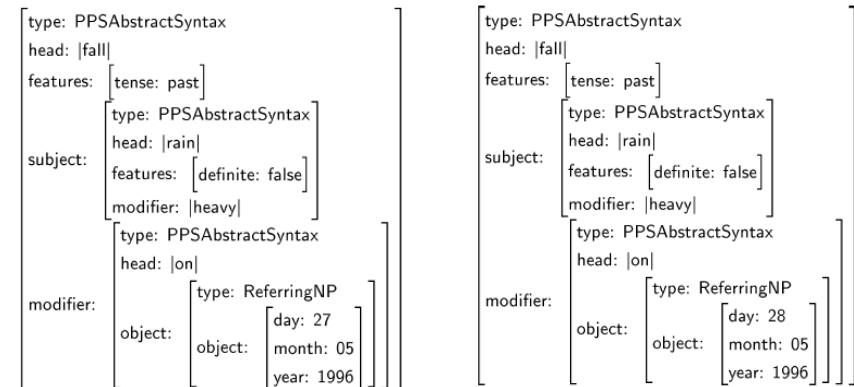 type: PPSAbstractSyntax
head: |fall|
features: [tense: past]
subject:
type: PPSAbstractSyntax
head: |rain|
features: [definite: false]
modifier: |heavy|
modifier:
type: PPSAbstractSyntax
head: |on|
object:
type: ReferringNP
object:
day: 27
month: 05
year: 1996
type: PPSAbstractSyntax
head: |fall|
features: [tense: past]
subject:
type: PPSAbstractSyntax
head: |rain|
features: [definite: false]
modifier: |heavy|
modifier:
type: PPSAbstractSyntax
head: |on|
object:
type: ReferringNP
object:
day: 28
month: 05
year: 1996